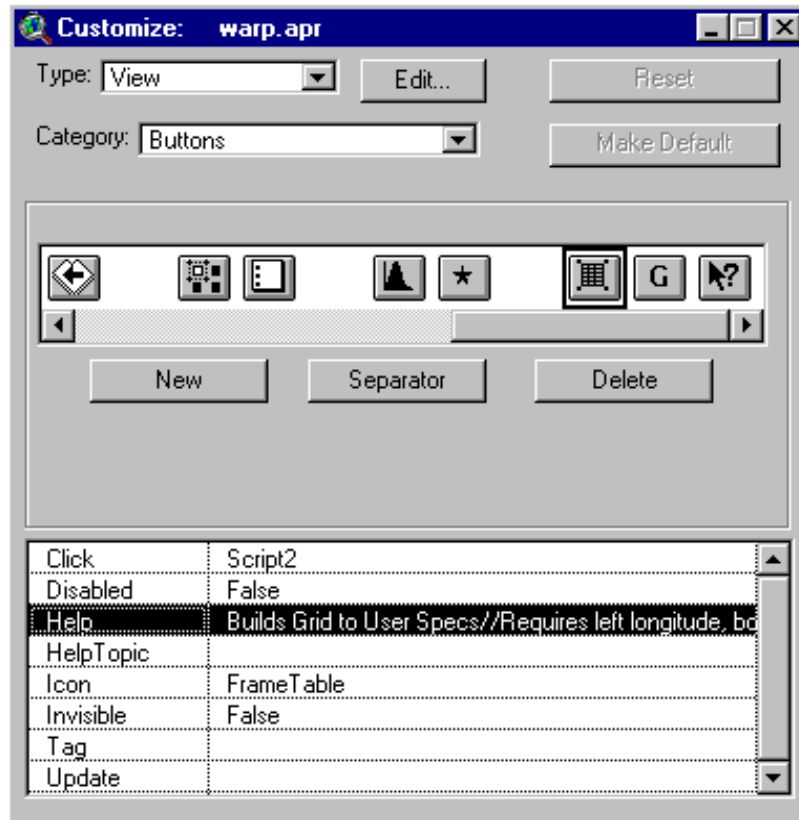 Customize: warp.apr
Type: View Edit... Reset
Category: Buttons Make Default
G ?
New Separator Delete
Click Script2
Disabled False
Help Builds Grid to User Specs//Requires left longitude, bo
HelpTopic
Icon FrameTable
Invisible False
Tag
Update